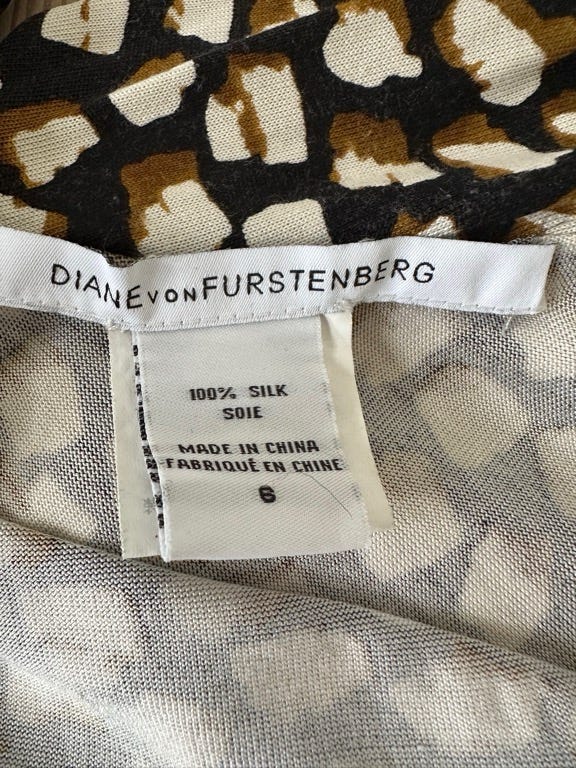 DIANE VON FURSTENBERG
100% SILK
SOIE
MADE IN CHINA
FABRIQUÉ EN CHINE
6